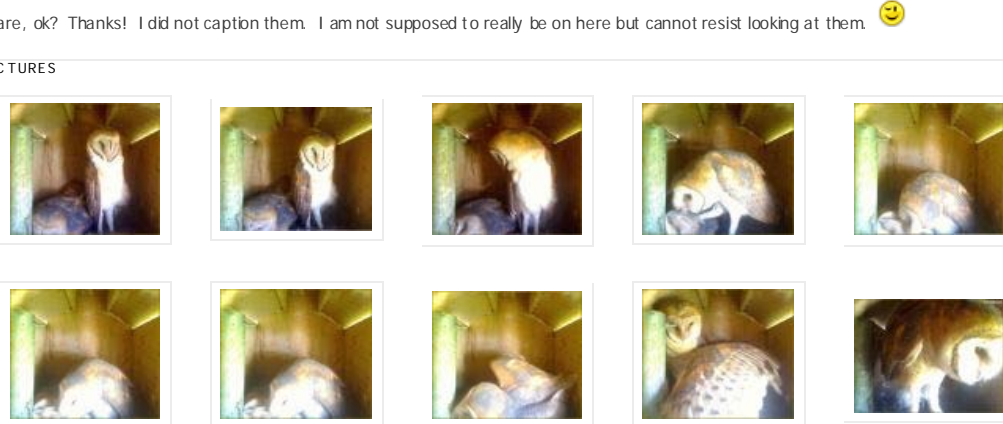 are, ok? Thanks! I did not caption them. I am not supposed to really be on here but cannot resist looking at them.
CTURES